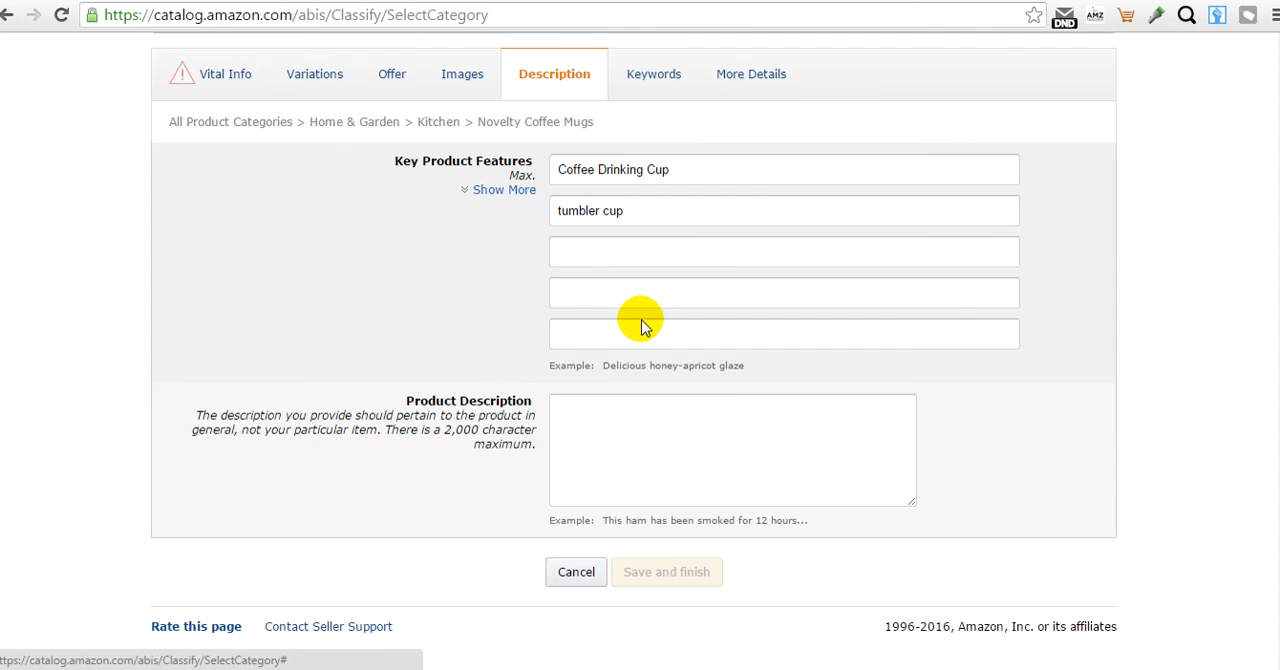 https://catalog.amazon.com/abis/Classify/SelectCategory
DND
AMZ
Vital Info
Variations
Offer
Images
Description
Keywords
More Details
All Product Categories > Home & Garden > Kitchen > Novelty Coffee Mugs
Key Product Features
Max.
Show More
Coffee Drinking Cup
tumbler cup
Example: Delicious honey-apricot glaze
Product Description
The description you provide should pertain to the product in
general, not your particular item. There is a 2,000 character
maximum.
Example: This ham has been smoked for 12 hours...
Cancel
Save and finish
Rate this page
Contact Seller Support
1996-2016, Amazon, Inc. or its affiliates
ttps://catalog.amazon.com/abis/Classify/SelectCategory#